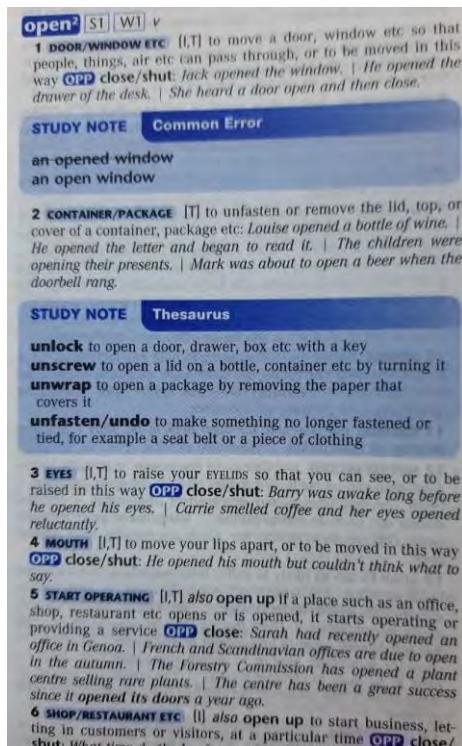 open² S1 W1 v
1 DOOR/WINDOW ETC [I,T] to move a door, window etc so that
people, things, air etc can pass through, or to be moved in this
way OPP close/shut: Jack opened the window. | He opened the
drawer of the desk. | She heard a door open and then close.
STUDY NOTE Common Error
an opened window
an open window
2 CONTAINER/PACKAGE [T] to unfasten or remove the lid, top, or
cover of a container, package etc: Louise opened a bottle of wine. |
He opened the letter and began to read it. | The children were
opening their presents. | Mark was about to open a beer when the
doorbell rang.
STUDY NOTE Thesaurus
unlock to open a door, drawer, box etc with a key
unscrew to open a lid on a bottle, container etc by turning it
unwrap to open a package by removing the paper that
covers it
unfasten/undo to make something no longer fastened or
tied, for example a seat belt or a piece of clothing
3 EYES [I,T] to raise your EYELIDS so that you can see, or to be
raised in this way OPP close/shut: Barry was awake long before
he opened his eyes. | Carrie smelled coffee and her eyes opened
reluctantly.
4 MOUTH [I,T] to move your lips apart, or to be moved in this way
OPP close/shut: He opened his mouth but couldn't think what to
say.
5 START OPERATING [I,T] also open up if a place such as an office,
shop, restaurant etc opens or is opened, it starts operating or
providing a service OPP close: Sarah had recently opened an
office in Genoa. | French and Scandinavian offices are due to open
in the autumn. | The Forestry Commission has opened a plant
centre selling rare plants. | The centre has been a great success
since it opened its doors a year ago.
6 SHOP/RESTAURANT ETC [I] also open up to start business, let-
ting in customers or visitors, at a particular time OPP close/
shut: What time